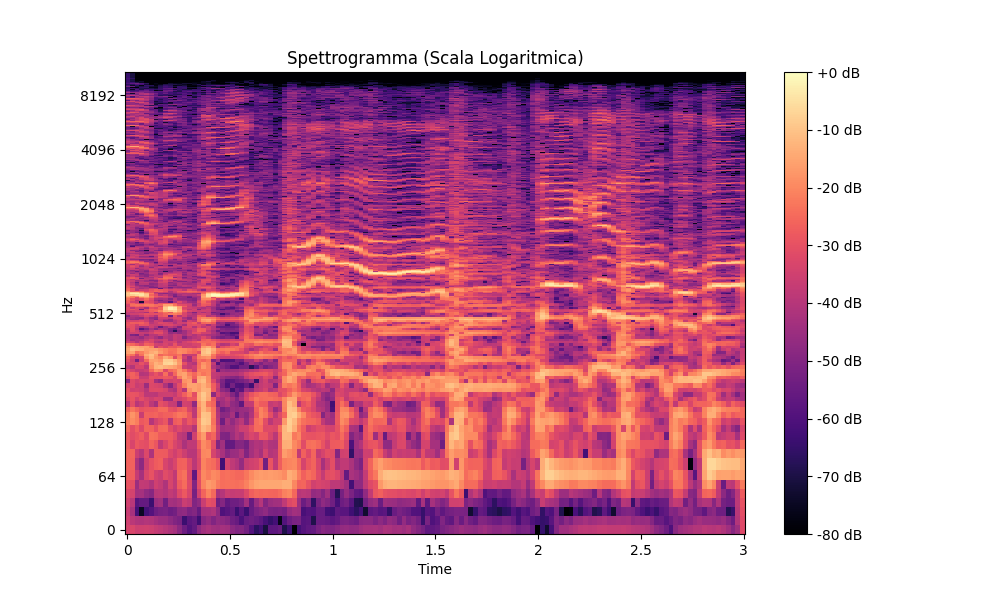 Spettrogramma (Scala Logaritmica)
Hz
8192
4096
2048
1024
512
256
128
64
0
0
0.5
1
1.5
2
2.5
3
Time
+0 dB
-10 dB
-20 dB
-30 dB
-40 dB
-50 dB
-60 dB
-70 dB
-80 dB